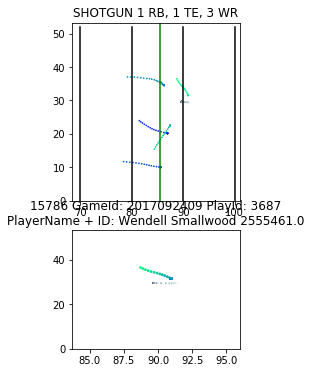 SHOTGUN 1 RB, 1 TE, 3 WR
50
40
30
20
10
0
70 80 90 100
15786 GameId: 2017092409 PlayId: 3687
PlayerName + ID: Wendell Smallwood 2555461.0
40
20
0
85.0 87.5 90.0 92.5 95.0